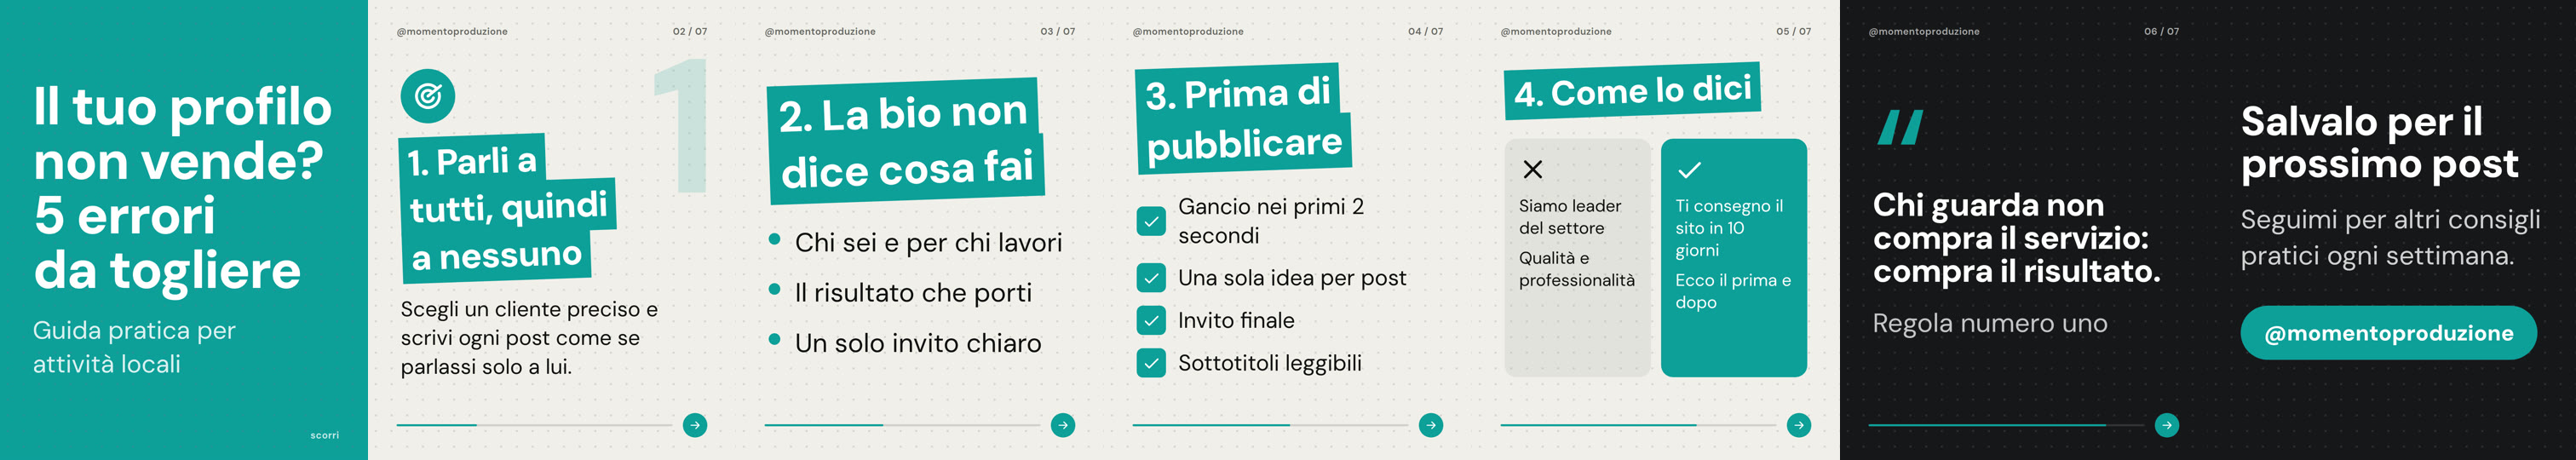 Il tuo profilo
non vende?
5 errori
da togliere
Guida pratica per
attività locali
scorri
@momentoproduzione
02 / 07
1
1. Parli a
tutti, quindi
a nessuno
Scegli un cliente preciso e
scrivi ogni post come se
parlassi solo a lui.
@momentoproduzione
03 / 07
2. La bio non
dice cosa fai
Chi sei e per chi lavori
Il risultato che porti
Un solo invito chiaro
@momentoproduzione
04 / 07
3. Prima di
pubblicare
Gancio nei primi 2
secondi
Una sola idea per post
Invito finale
Sottotitoli leggibili
@momentoproduzione
05 / 07
4. Come lo dici
Siamo leader
del settore
Qualità e
professionalità
Ti consegno il
sito in 10
giorni
Ecco il prima e
dopo
@momentoproduzione
06 / 07
"
Chi guarda non
compra il servizio:
compra il risultato.
Regola numero uno
Salvalo per il
prossimo post
Seguimi per altri consigli
pratici ogni settimana.
@momentoproduzione